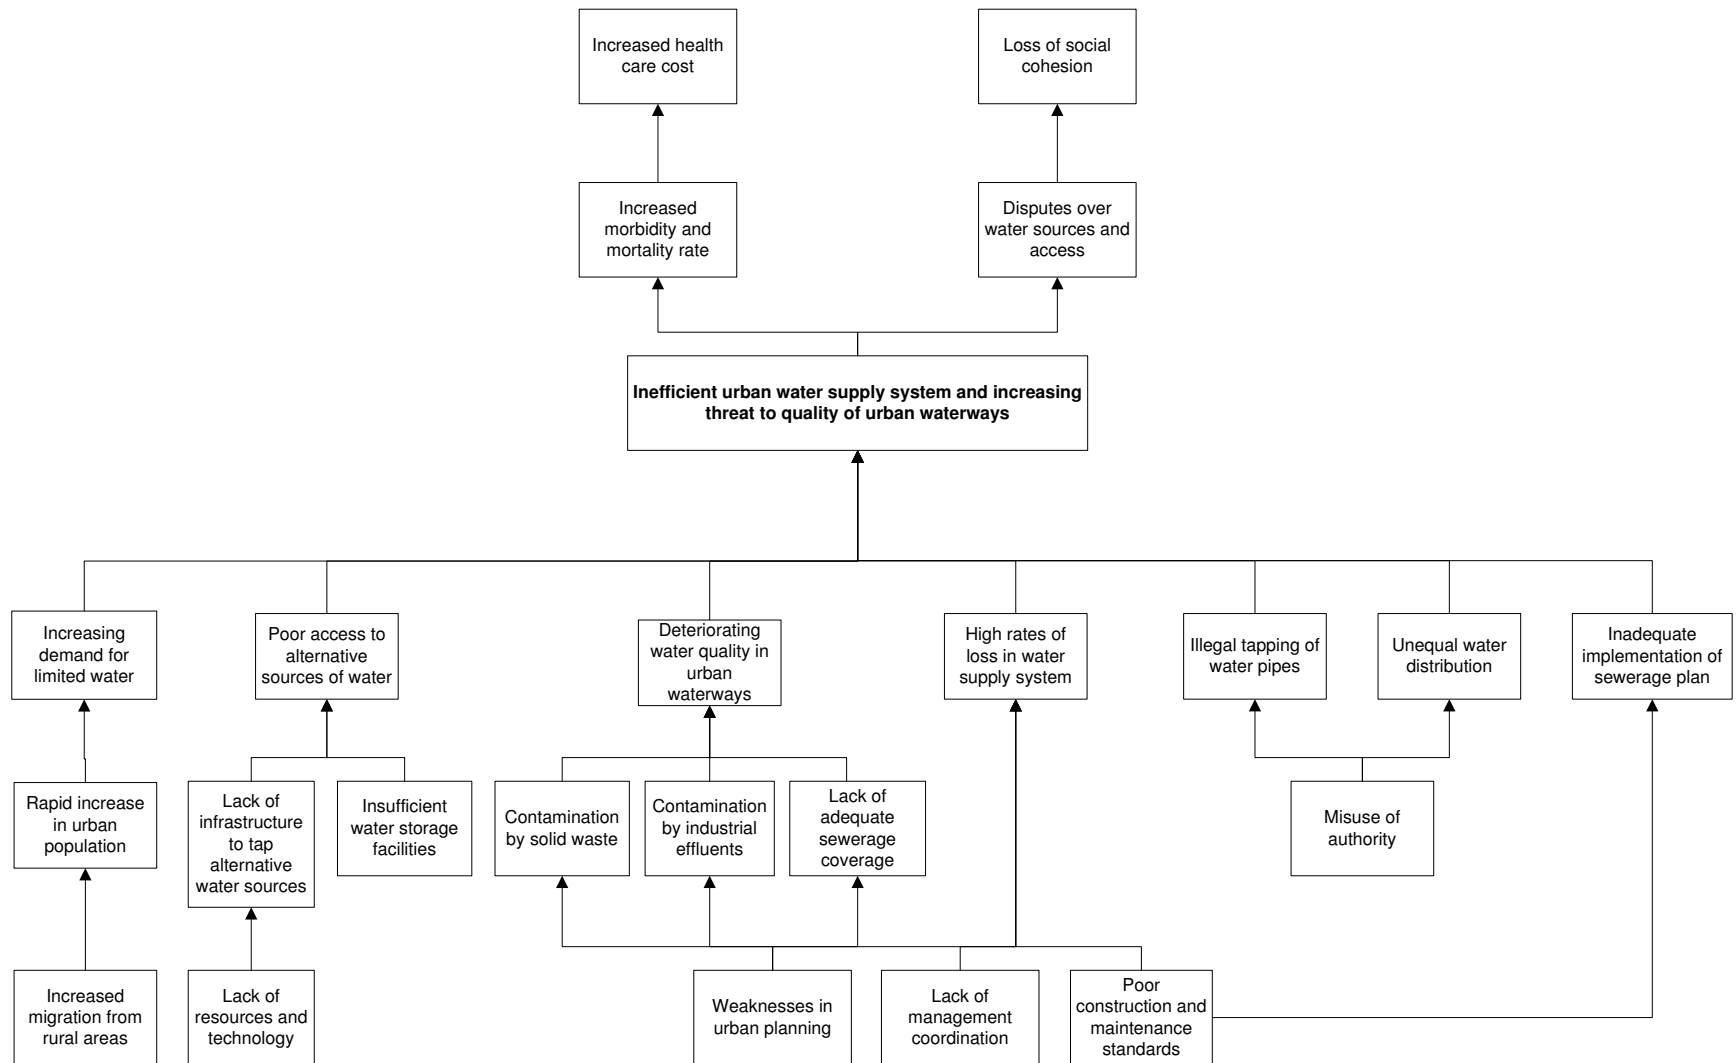 Increased health
care cost
Loss of social
cohesion
Increased
morbidity and
mortality rate
Disputes over
water sources and
access
Inefficient urban water supply system and increasing
threat to quality of urban waterways
Increasing
demand for
limited water
Poor access to
alternative
sources of water
Deteriorating
water quality in
urban
waterways
High rates of
loss in water
supply system
Illegal tapping of
water pipes
Unequal water
distribution
Inadequate
implementation of
sewerage plan
Rapid increase
in urban
population
Lack of
infrastructure
to tap
alternative
water sources
Insufficient
water storage
facilities
Contamination
by solid waste
Contamination
by industrial
effluents
Lack of
adequate
sewerage
coverage
Misuse of
authority
Increased
migration from
rural areas
Lack of
resources and
technology
Weaknesses in
urban planning
Lack of
management
coordination
Poor
construction and
maintenance
standards